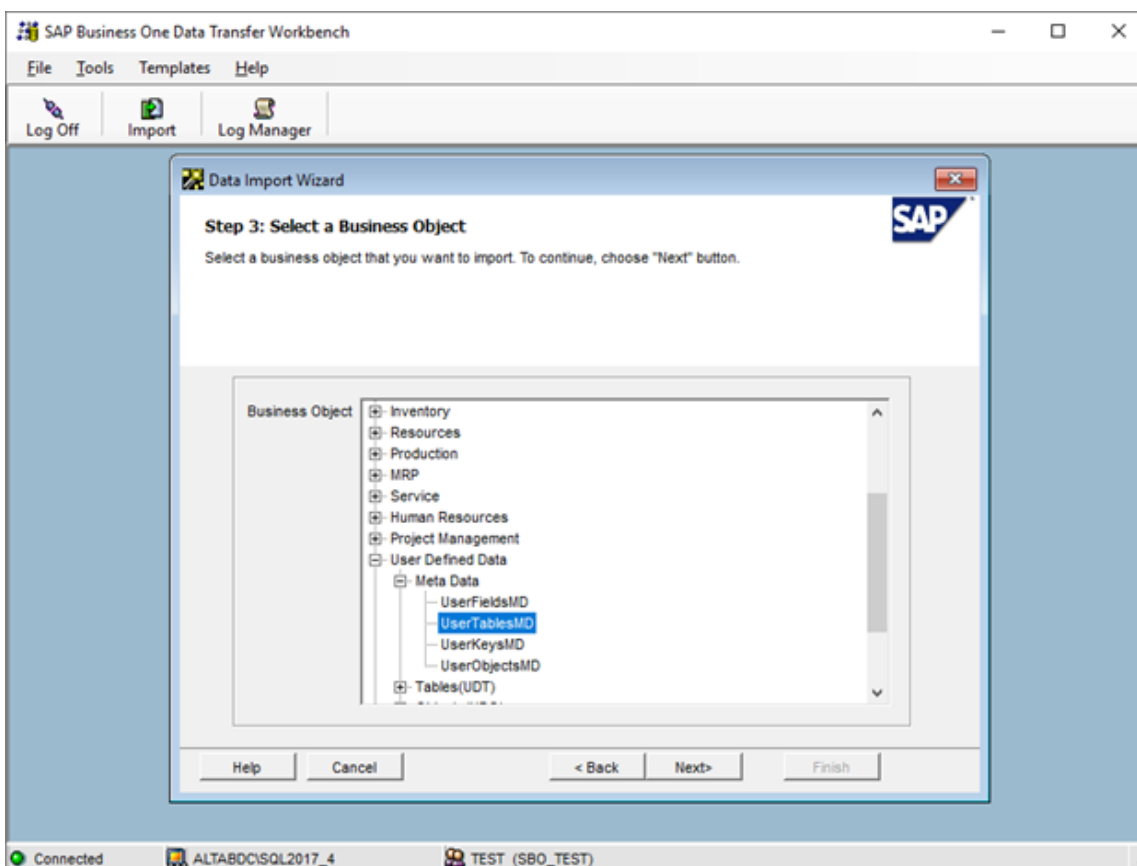 SAP Business One Data Transfer Workbench
File Tools Templates Help
Log Off Import Log Manager
Data Import Wizard
Step 3: Select a Business Object
SAP
Select a business object that you want to import. To continue, choose "Next" button.
Business Object
Inventory
Resources
Production
MRP
Service
Human Resources
Project Management
User Defined Data
Meta Data
UserFieldsMD
UserTablesMD
UserKeysMD
UserObjectsMD
Tables(UDT)
Help Cancel < Back Next> Finish
Connected ALTABDC\SQL2017_4 TEST (SBO_TEST)